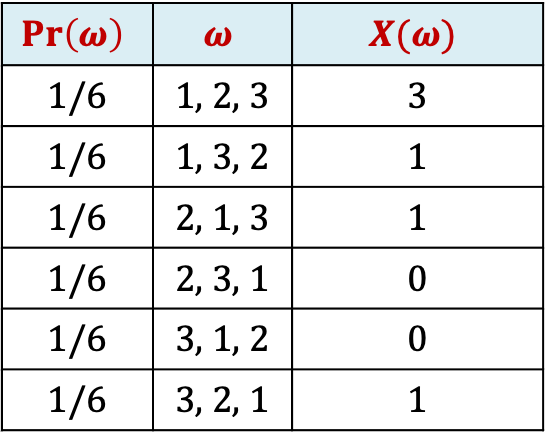 Pr(ω) ω X(ω)
1/6 1, 2, 3 3
1/6 1, 3, 2 1
1/6 2, 1, 3 1
1/6 2, 3, 1 0
1/6 3, 1, 2 0
1/6 3, 2, 1 1